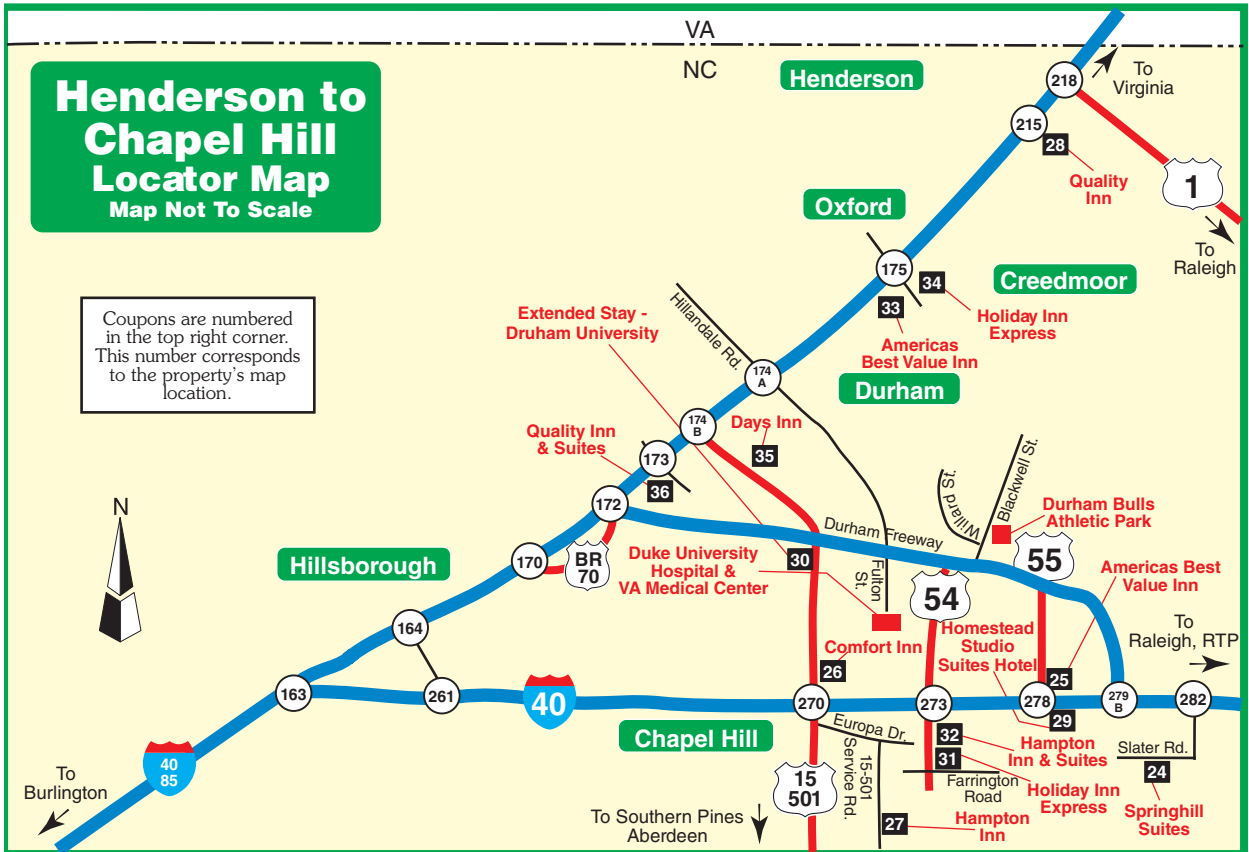 VA
NC
Henderson to
Chapel Hill
Locator Map
Map Not To Scale
Henderson
218
To
Virginia
215
28
Quality
Inn
1
To
Raleigh
Oxford
175
34
33
Creedmoor
Holiday Inn
Express
Americas
Best Value Inn
Coupons are numbered
in the top right corner.
This number corresponds
to the property's map
location.
Extended Stay -
Druham University
Hillandale Rd.
174
A
Durham
174
B
Days Inn
35
Quality Inn
& Suites
173
36
172
N
Hillsborough
170
BR
70
Duke University
Hospital &
VA Medical Center
30
Durham Freeway
Fulton
St.
Willard St.
Blackwell St.
Durham Bulls
Athletic Park
55
54
Americas Best
Value Inn
164
Comfort Inn
26
Homestead
Studio
Suites Hotel
25
To
Raleigh, RTP
163
261
40
270
273
278
279
B
282
29
Chapel Hill
Europa Dr.
15-501
Service Rd.
32
Hampton
Inn & Suites
31
Farrington
Road
Holiday Inn
Express
Slater Rd.
24
Springhill
Suites
40
85
To
Burlington
15
501
To Southern Pines
Aberdeen
27
Hampton
Inn